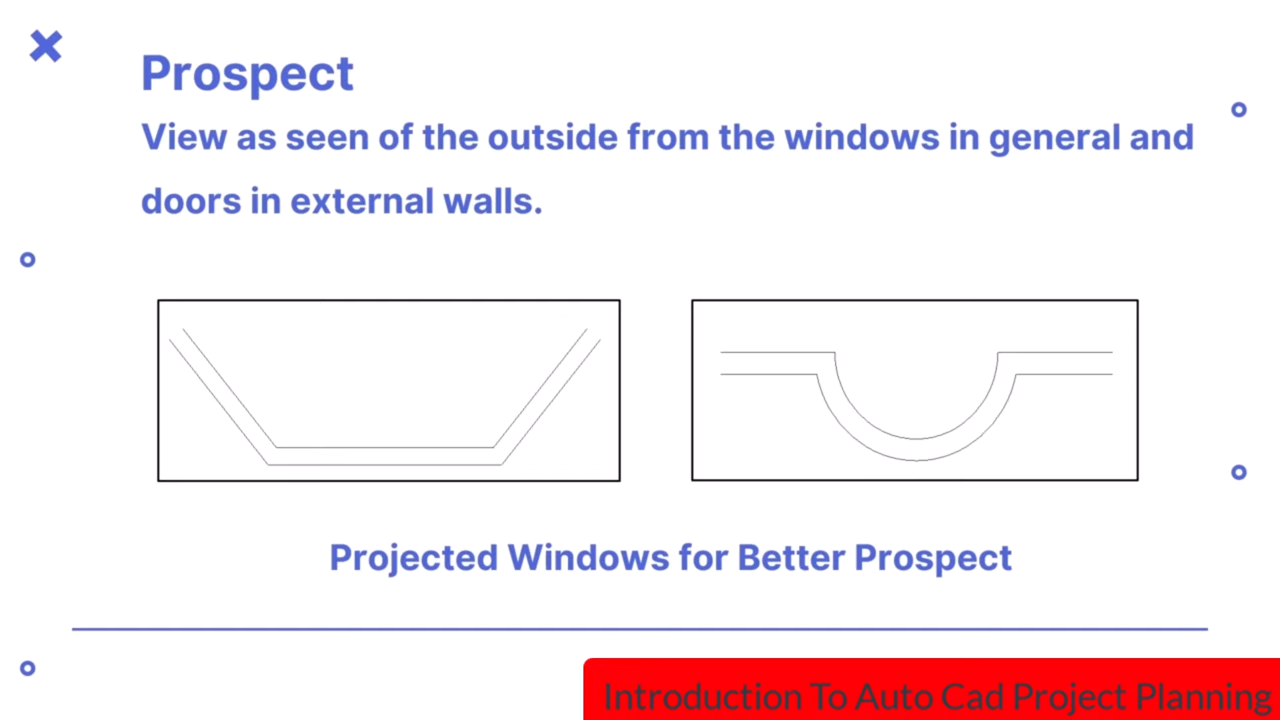 Prospect
View as seen of the outside from the windows in general and
doors in external walls.
Projected Windows for Better Prospect
Introduction To Auto Cad Project Planning